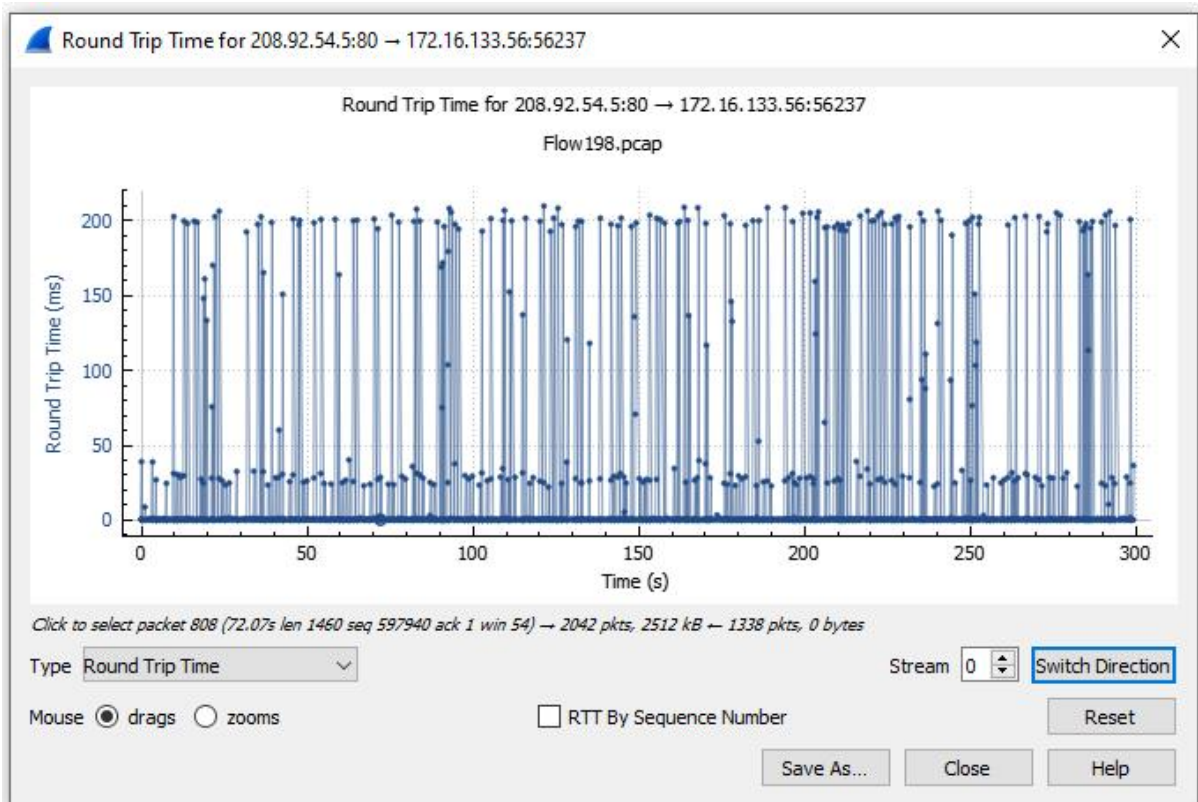 Round Trip Time for 208.92.54.5:80 → 172.16.133.56:56237
Round Trip Time for 208.92.54.5:80 → 172.16.133.56:56237
Flow198.pcap
Round Trip Time (ms)
200
150
100
50
0
0 50 100 150 200 250 300
Time (s)
Click to select packet 808 (72.07s len 1460 seq 597940 ack 1 win 54) → 2042 pkts, 2512 kB ← 1338 pkts, 0 bytes
Type Round Trip Time Stream 0 Switch Direction
Mouse drags zooms RTT By Sequence Number Reset
Save As... Close Help